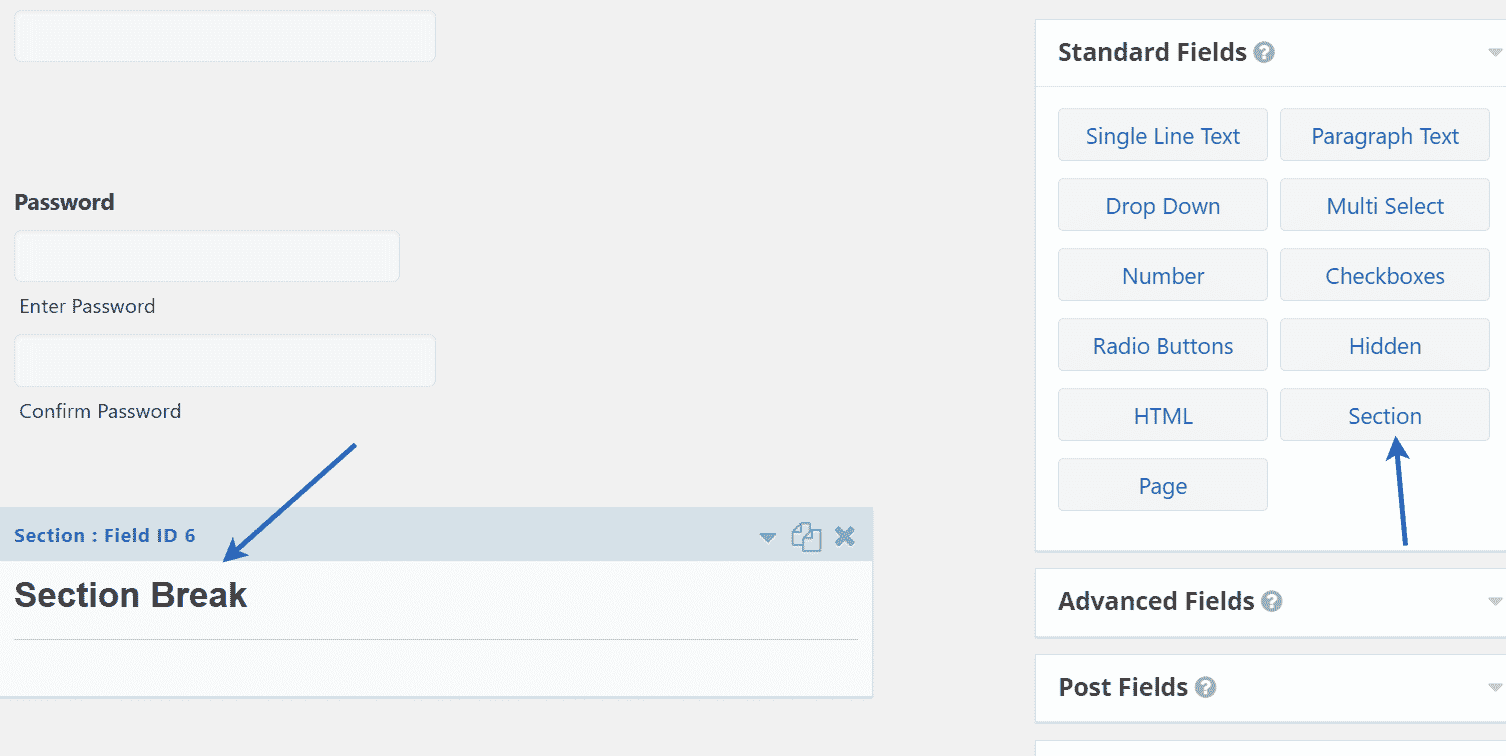 Password
Enter Password
Confirm Password
Section : Field ID 6
Section Break
Standard Fields ?
Single Line Text
Paragraph Text
Drop Down
Multi Select
Number
Checkboxes
Radio Buttons
Hidden
HTML
Section
Page
Advanced Fields ?
Post Fields ?